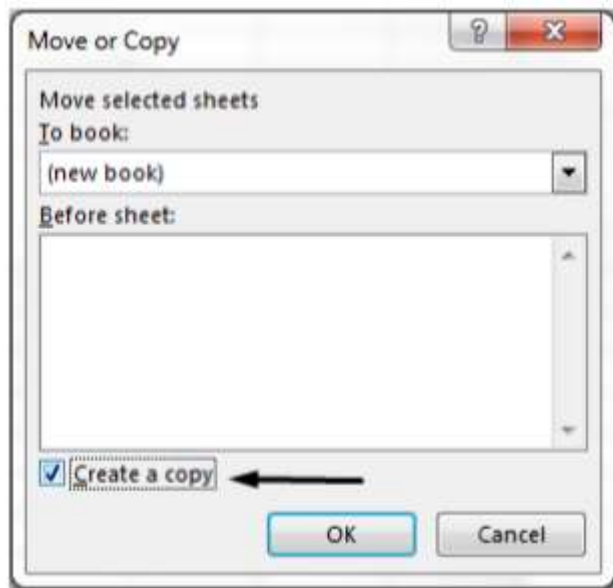 Move or Copy
Move selected sheets
To book:
(new book)
Before sheet:
Create a copy
OK
Cancel